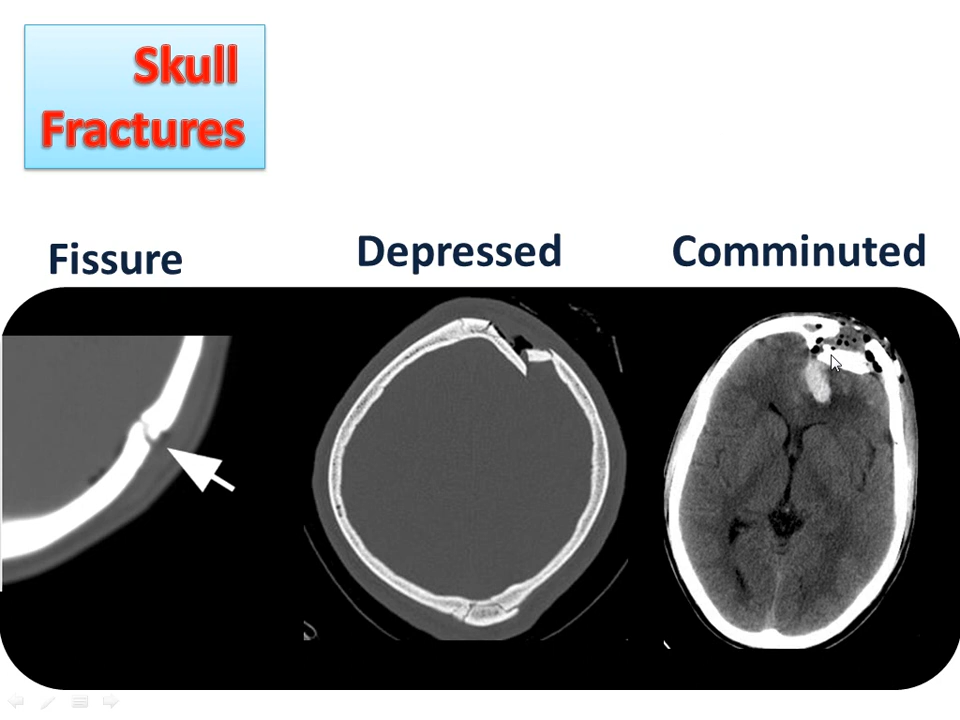 Skull
Fractures
Fissure
Depressed
Comminuted